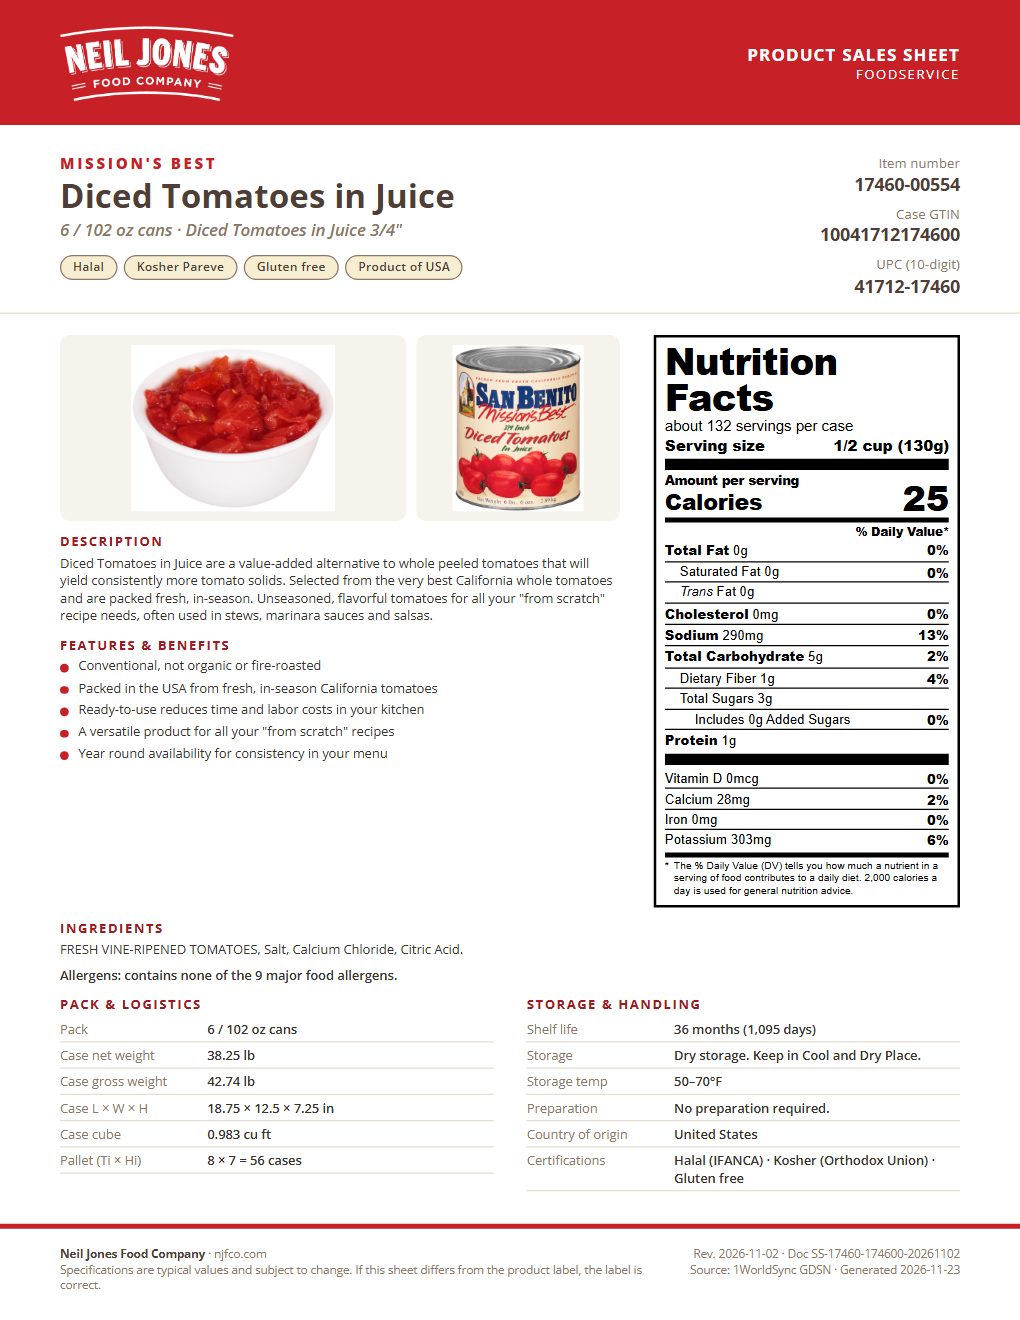 NEIL JONES
FOOD COMPANY
PRODUCT SALES SHEET
FOODSERVICE
MISSION'S BEST
Diced Tomatoes in Juice
6 / 102 oz cans · Diced Tomatoes in Juice 3/4"
Halal
Kosher Pareve
Gluten free
Product of USA
Item number
17460-00554
Case GTIN
10041712174600
UPC (10-digit)
41712-17460
SAN BENITO
Mission's Best
3/4 Inch
Diced Tomatoes
In Juice
DESCRIPTION
Diced Tomatoes in Juice are a value-added alternative to whole peeled tomatoes that will
yield consistently more tomato solids. Selected from the very best California whole tomatoes
and are packed fresh, in-season. Unseasoned, flavorful tomatoes for all your "from scratch"
recipe needs, often used in stews, marinara sauces and salsas.
FEATURES & BENEFITS
Conventional, not organic or fire-roasted
Packed in the USA from fresh, in-season California tomatoes
Ready-to-use reduces time and labor costs in your kitchen
A versatile product for all your "from scratch" recipes
Year round availability for consistency in your menu
Nutrition
Facts
about 132 servings per case
Serving size 1/2 cup (130g)
Amount per serving
Calories 25
% Daily Value*
Total Fat 0g 0%
Saturated Fat 0g 0%
Trans Fat 0g
Cholesterol 0mg 0%
Sodium 290mg 13%
Total Carbohydrate 5g 2%
Dietary Fiber 1g 4%
Total Sugars 3g
Includes 0g Added Sugars 0%
Protein 1g
Vitamin D 0mcg 0%
Calcium 28mg 2%
Iron 0mg 0%
Potassium 303mg 6%
* The % Daily Value (DV) tells you how much a nutrient in a
serving of food contributes to a daily diet. 2,000 calories a
day is used for general nutrition advice.
INGREDIENTS
FRESH VINE-RIPENED TOMATOES, Salt, Calcium Chloride, Citric Acid.
Allergens: contains none of the 9 major food allergens.
PACK & LOGISTICS
Pack 6 / 102 oz cans
Case net weight 38.25 lb
Case gross weight 42.74 lb
Case L × W × H 18.75 × 12.5 × 7.25 in
Case cube 0.983 cu ft
Pallet (Ti × Hi) 8 × 7 = 56 cases
STORAGE & HANDLING
Shelf life 36 months (1,095 days)
Storage Dry storage. Keep in Cool and Dry Place.
Storage temp 50–70°F
Preparation No preparation required.
Country of origin United States
Certifications Halal (IFANCA) · Kosher (Orthodox Union) ·
Gluten free
Neil Jones Food Company · njfco.com
Specifications are typical values and subject to change. If this sheet differs from the product label, the label is
correct.
Rev. 2026-11-02 · Doc SS-17460-174600-20261102
Source: 1WorldSync GDSN · Generated 2026-11-23